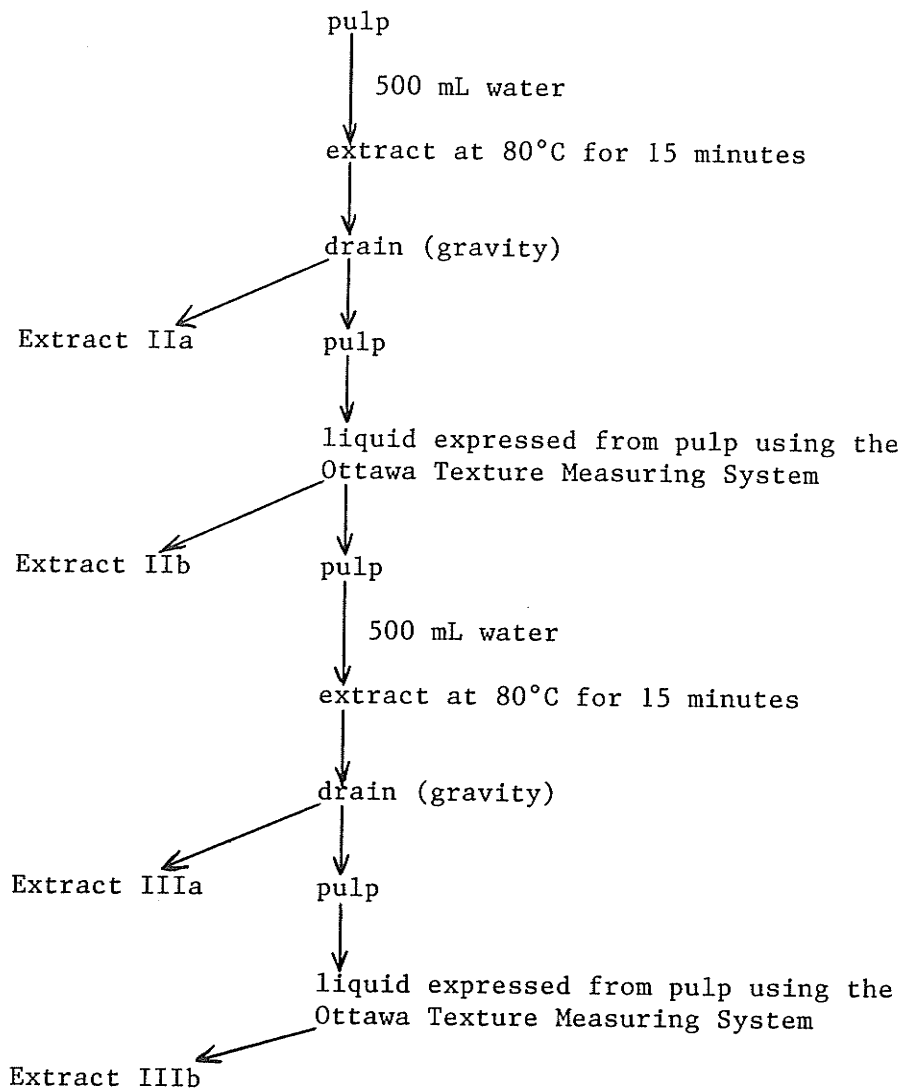 pulp
500 mL water
extract at 80°C for 15 minutes
drain (gravity)
Extract IIa
pulp
liquid expressed from pulp using the
Ottawa Texture Measuring System
Extract IIb
pulp
500 mL water
extract at 80°C for 15 minutes
drain (gravity)
Extract IIIa
pulp
liquid expressed from pulp using the
Ottawa Texture Measuring System
Extract IIIb